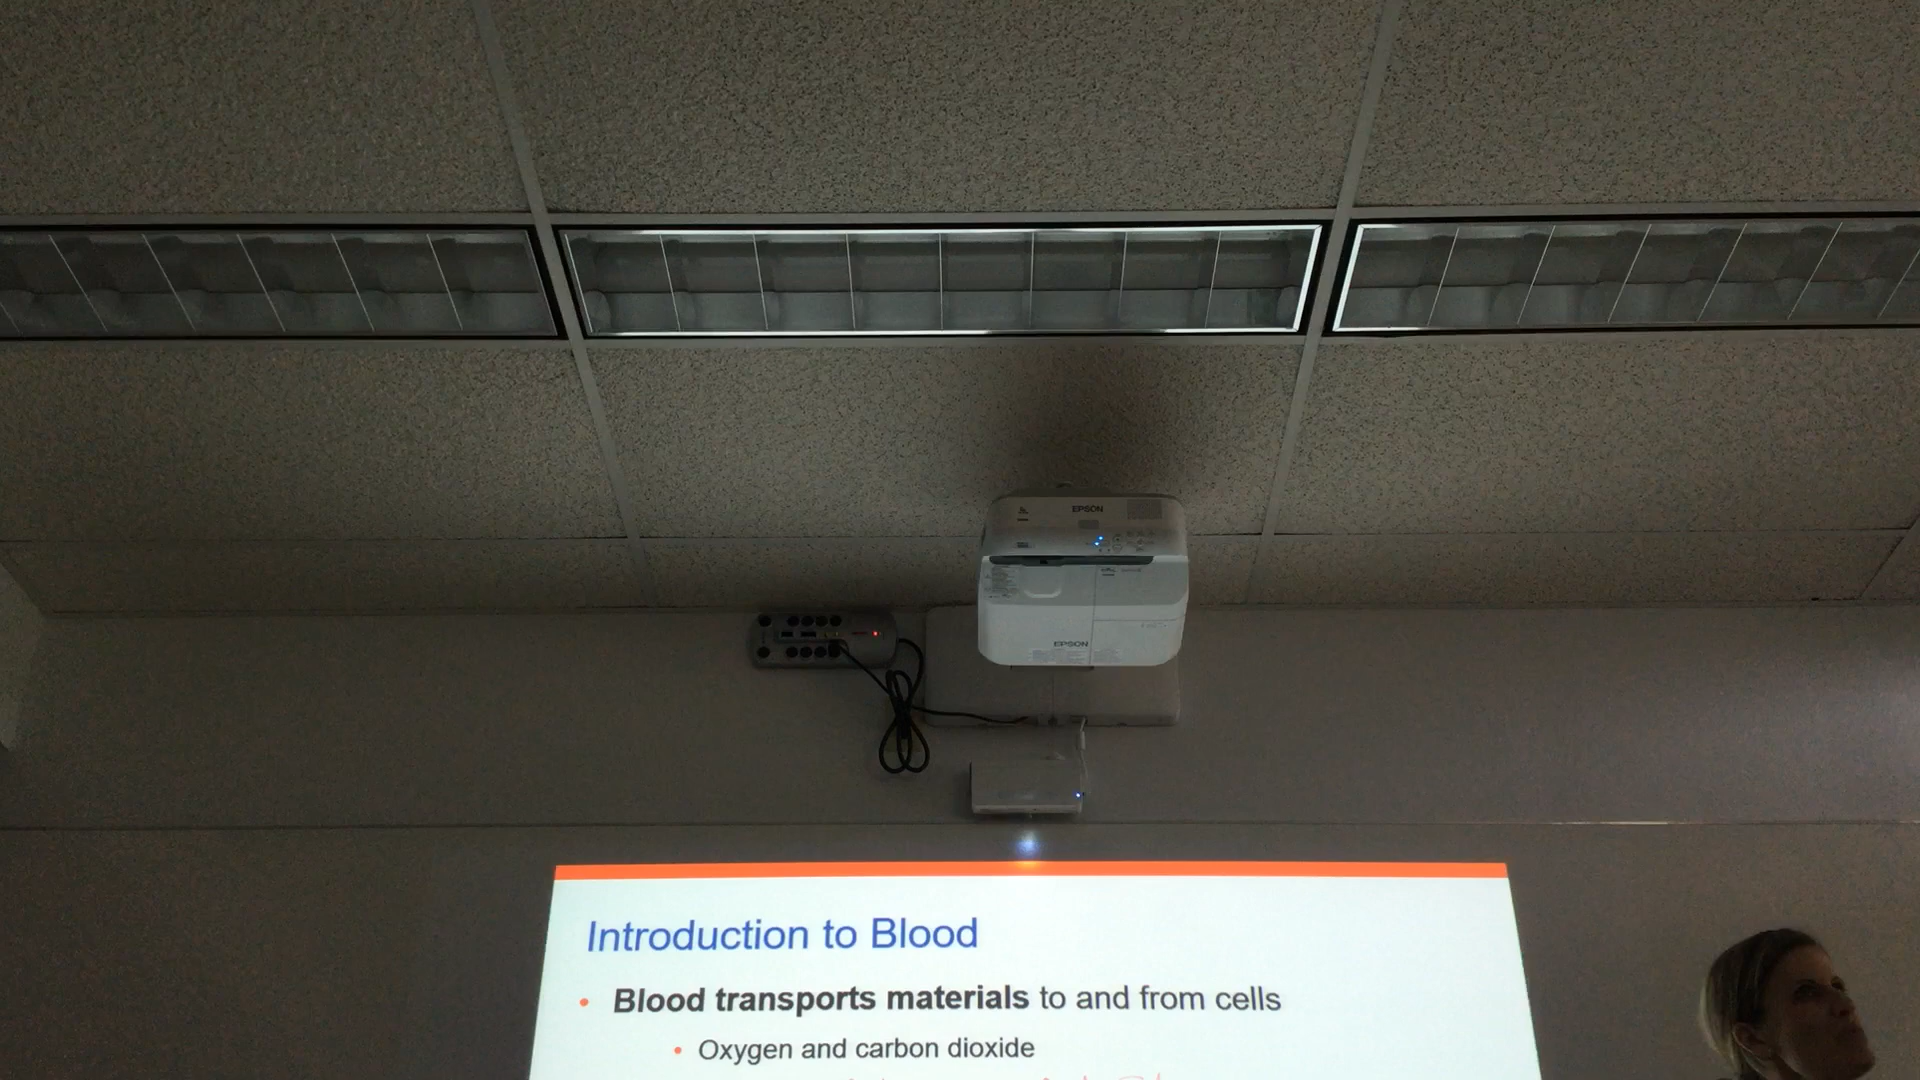 EPSON
EPSON
Introduction to Blood
• Blood transports materials to and from cells
• Oxygen and carbon dioxide